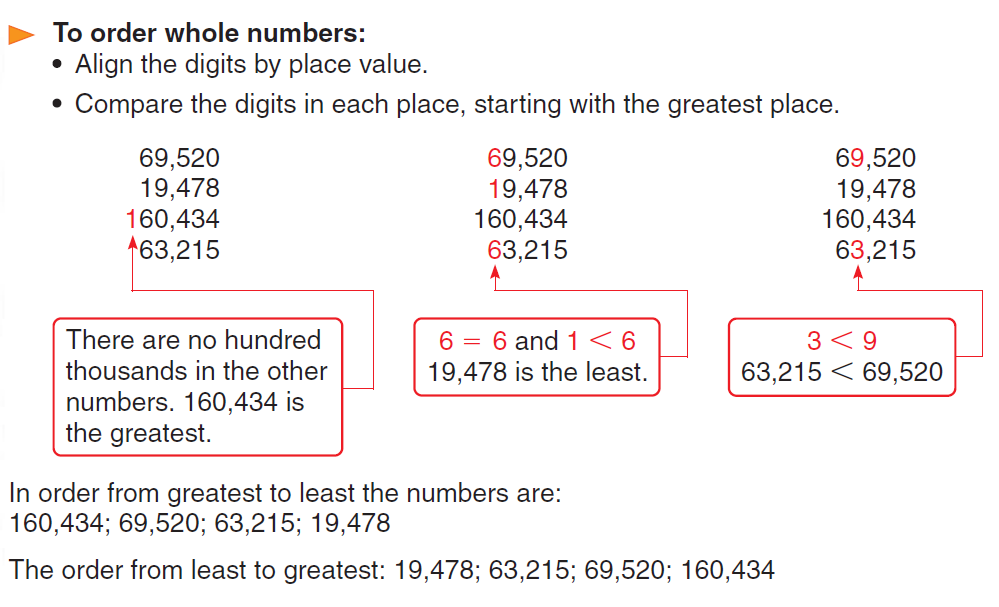 To order whole numbers:
• Align the digits by place value.
• Compare the digits in each place, starting with the greatest place.
69,520
19,478
160,434
63,215
There are no hundred
thousands in the other
numbers. 160,434 is
the greatest.
69,520
19,478
160,434
63,215
6 = 6 and 1 < 6
19,478 is the least.
69,520
19,478
160,434
63,215
3 < 9
63,215 < 69,520
In order from greatest to least the numbers are:
160,434; 69,520; 63,215; 19,478
The order from least to greatest: 19,478; 63,215; 69,520; 160,434